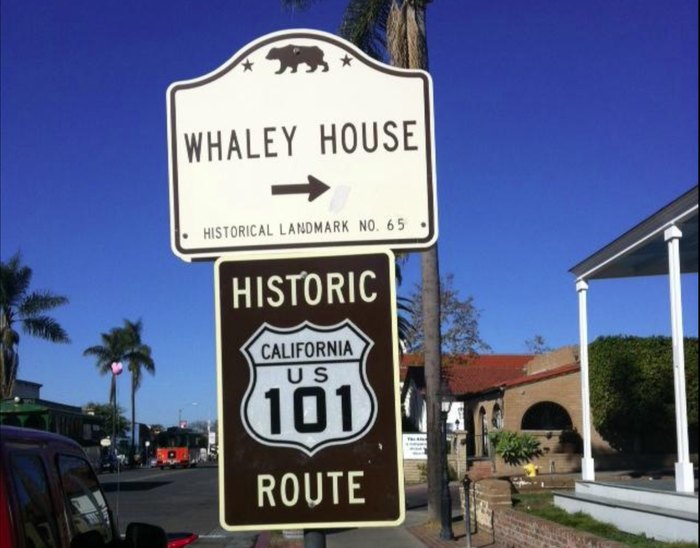 WHALEY HOUSE
HISTORICAL LANDMARK NO. 65
HISTORIC
CALIFORNIA
US
101
ROUTE